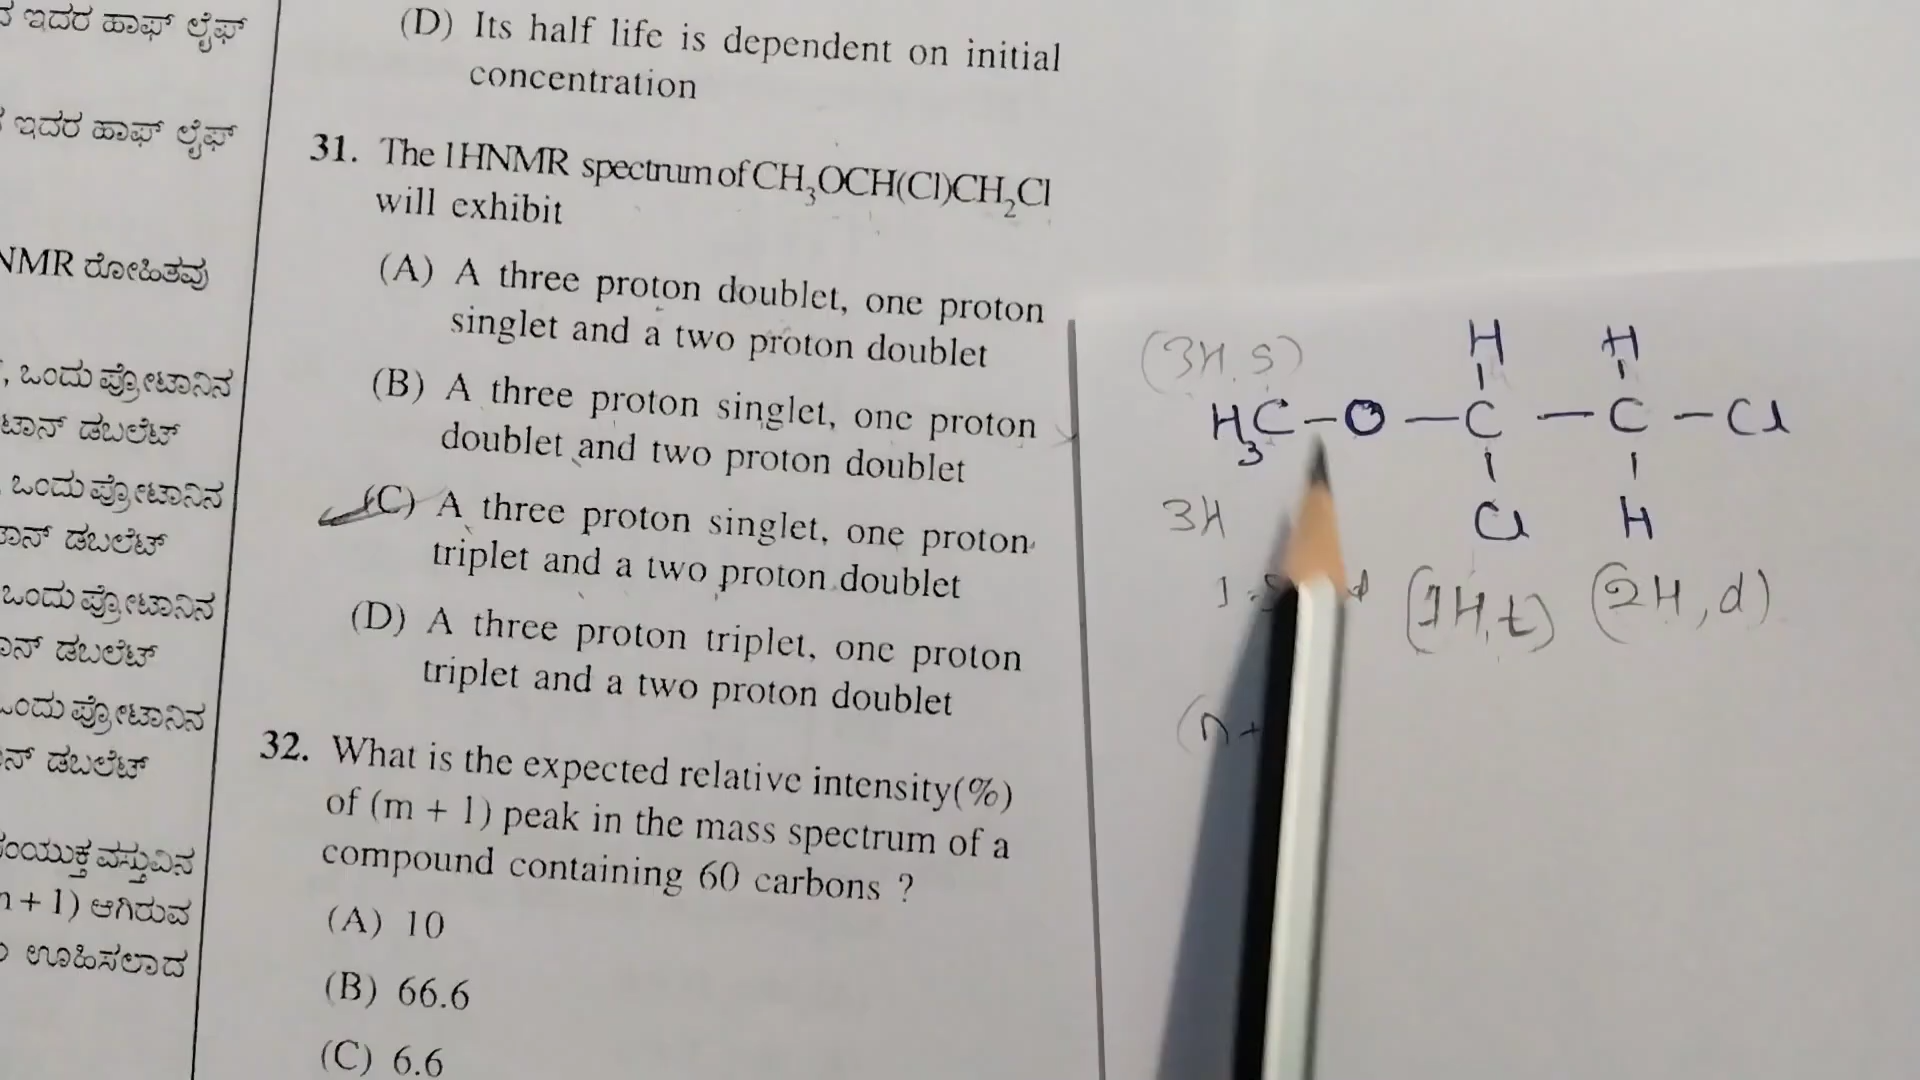 ಇದರ ಹಾಫ್ ಲೈಫ್
ಇದರ ಹಾಫ್ ಲೈಫ್
NMR ರೋಹಿತವು
, ಒಂದು ಪ್ರೋಟಾನಿನ
ಟಾನ್ ಡಬಲೆಟ್
ಒಂದು ಪ್ರೋಟಾನಿನ
ಟಾನ್ ಡಬಲೆಟ್
ಒಂದು ಪ್ರೋಟಾನಿನ
ಟಾನ್ ಡಬಲೆಟ್
ಒಂದು ಪ್ರೋಟಾನಿನ
ಡಬಲೆಟ್
ಸಂಯುಕ್ತ ವಸ್ತುವಿನ
+ 1) ಆಗಿರುವ
ಊಹಿಸಲಾದ
(D) Its half life is dependent on initial
concentration
31. The 1HNMR spectrum of CH₃OCH(Cl)CH₂Cl
will exhibit
(A) A three proton doublet, one proton
singlet and a two proton doublet
(B) A three proton singlet, one proton
doublet and two proton doublet
(C) A three proton singlet, one proton
triplet and a two proton doublet
(D) A three proton triplet, one proton
triplet and a two proton doublet
32. What is the expected relative intensity(%)
of (m + 1) peak in the mass spectrum of a
compound containing 60 carbons ?
(A) 10
(B) 66.6
(C) 6.6
(3H, s) H H
H₃C - O - C - C - Cl
3H Cl H
(1H, t) (2H, d)
(n +